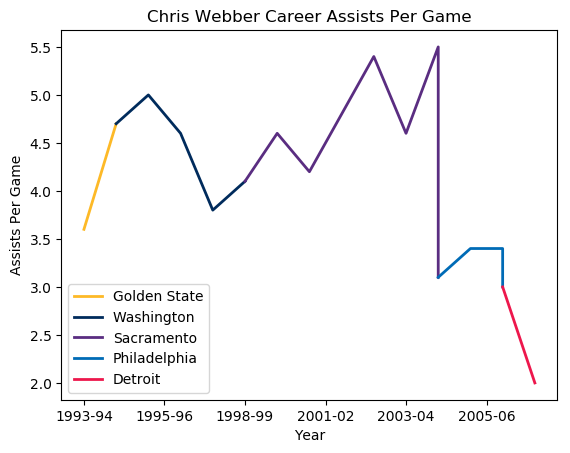 Chris Webber Career Assists Per Game
5.5
5.0
4.5
4.0
3.5
3.0
2.5
2.0
Assists Per Game
Golden State
Washington
Sacramento
Philadelphia
Detroit
1993-94 1995-96 1998-99 2001-02 2003-04 2005-06
Year